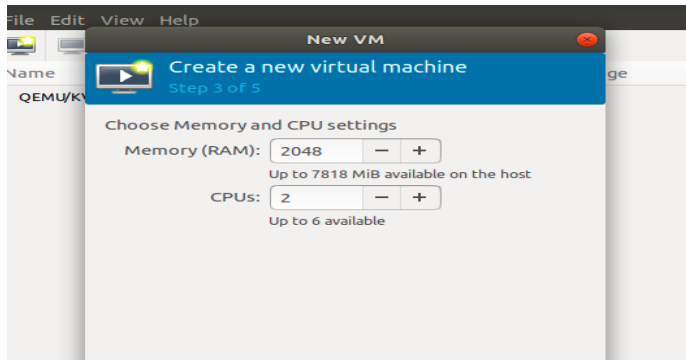 File Edit View Help
New VM
Name
Create a new virtual machine
ge
Step 3 of 5
QEMU/KV
Choose Memory and CPU settings
Memory (RAM): 2048 − +
Up to 7818 MiB available on the host
CPUs: 2 − +
Up to 6 available